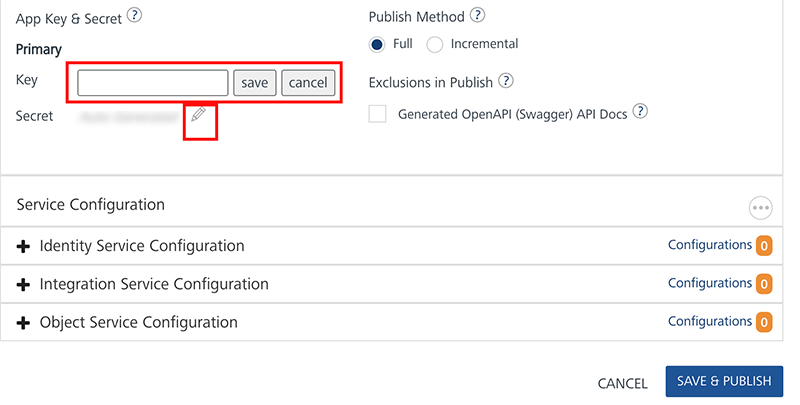 App Key & Secret ?
Primary
Key save cancel
Secret Auto Generated
Publish Method ?
Full Incremental
Exclusions in Publish ?
Generated OpenAPI (Swagger) API Docs ?
Service Configuration
Identity Service Configuration Configurations 0
Integration Service Configuration Configurations 0
Object Service Configuration Configurations 0
CANCEL SAVE & PUBLISH